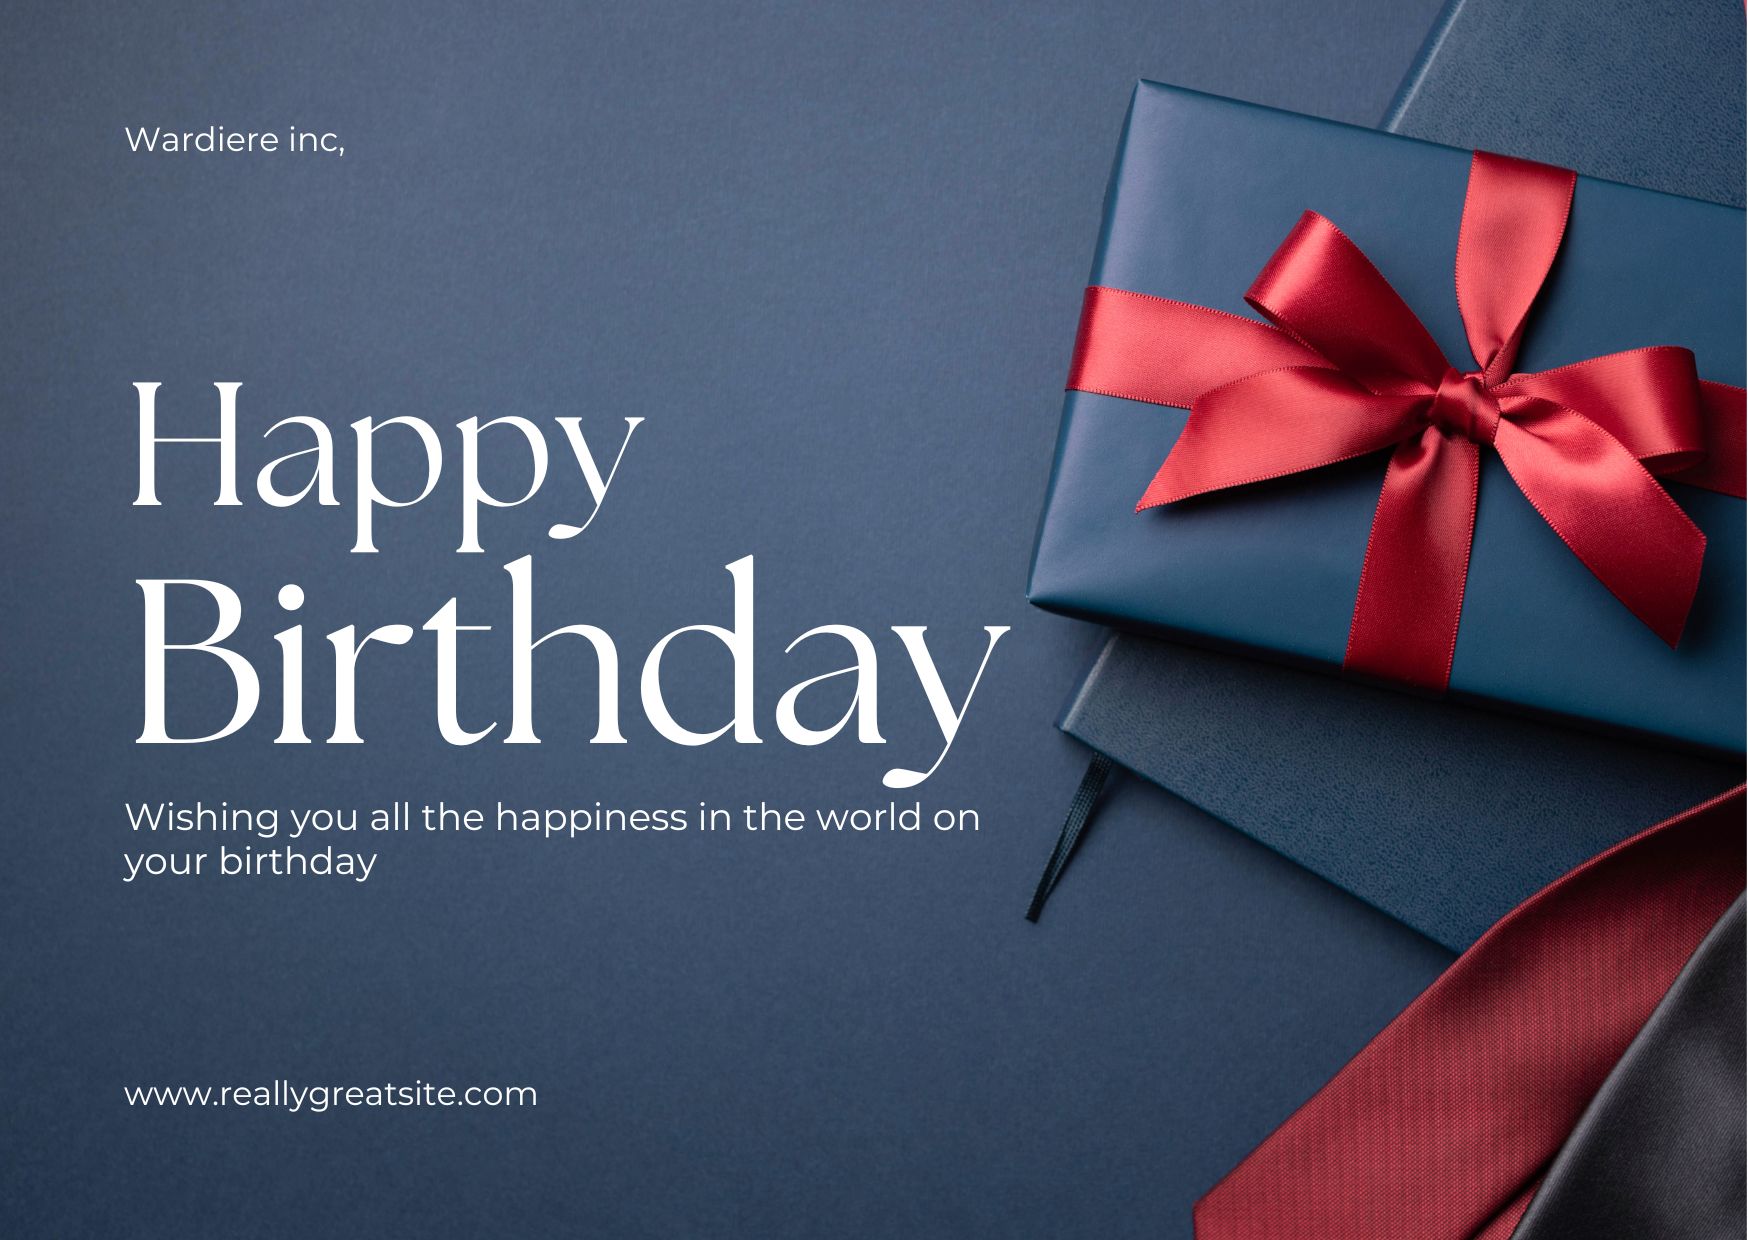 Wardiere inc,
Happy
Birthday
Wishing you all the happiness in the world on
your birthday
www.reallygreatsite.com